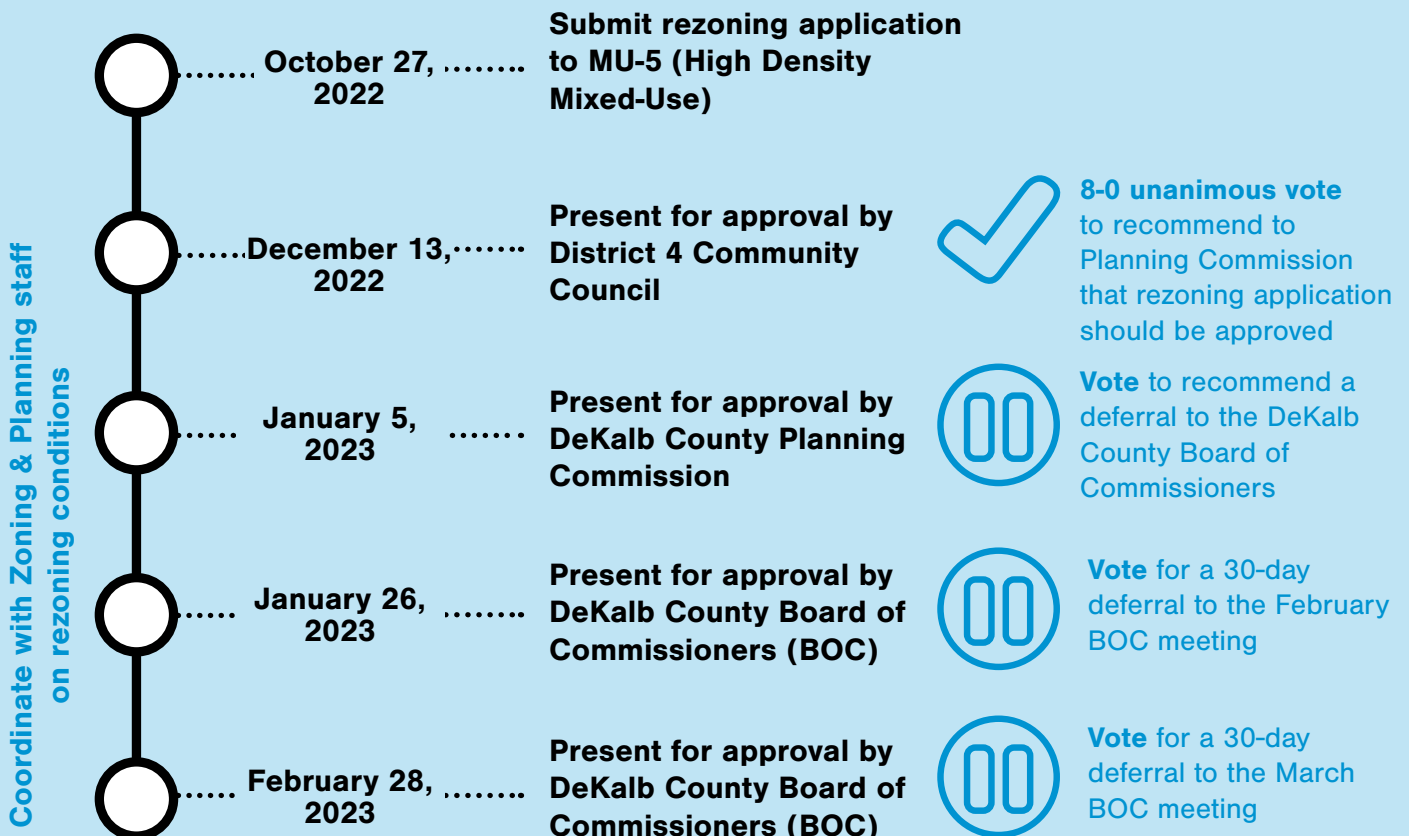 Coordinate with Zoning & Planning staff
on rezoning conditions
October 27,
2022
Submit rezoning application
to MU-5 (High Density
Mixed-Use)
December 13,
2022
Present for approval by
District 4 Community
Council
8-0 unanimous vote
to recommend to
Planning Commission
that rezoning application
should be approved
January 5,
2023
Present for approval by
DeKalb County Planning
Commission
Vote to recommend a
deferral to the DeKalb
County Board of
Commissioners
January 26,
2023
Present for approval by
DeKalb County Board of
Commissioners (BOC)
Vote for a 30-day
deferral to the February
BOC meeting
February 28,
2023
Present for approval by
DeKalb County Board of
Commissioners (BOC)
Vote for a 30-day
deferral to the March
BOC meeting